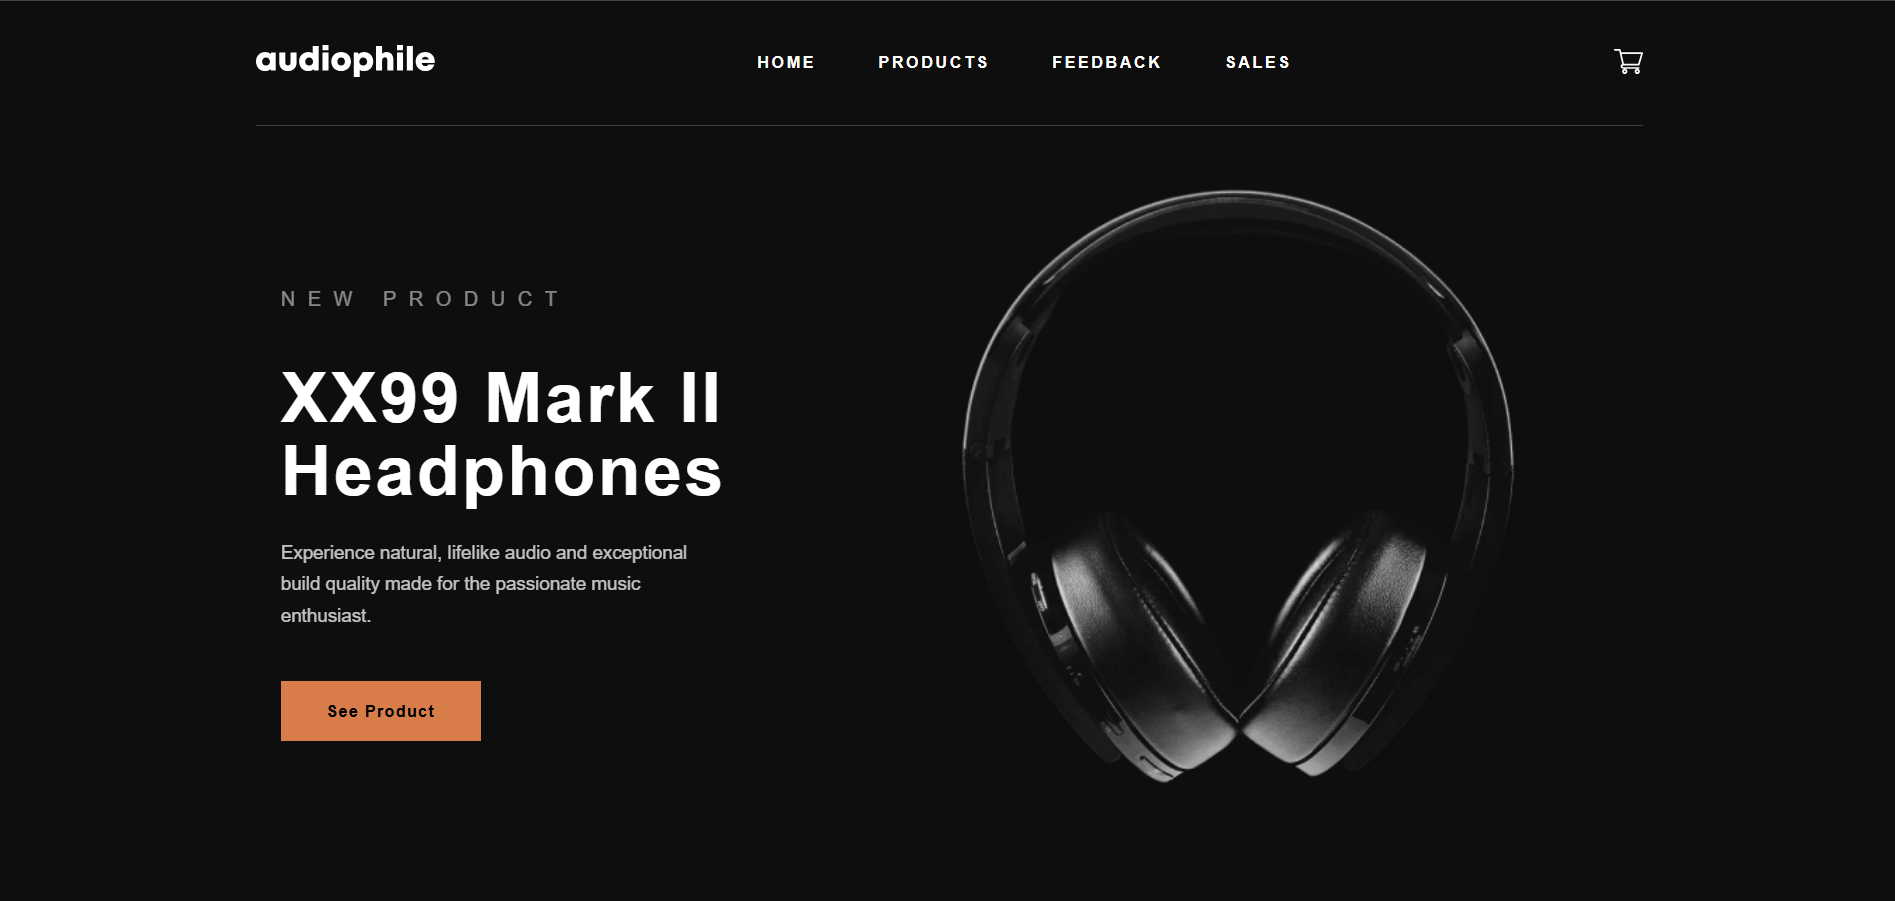 audiophile
HOME PRODUCTS FEEDBACK SALES
NEW PRODUCT
XX99 Mark II
Headphones
Experience natural, lifelike audio and exceptional
build quality made for the passionate music
enthusiast.
See Product